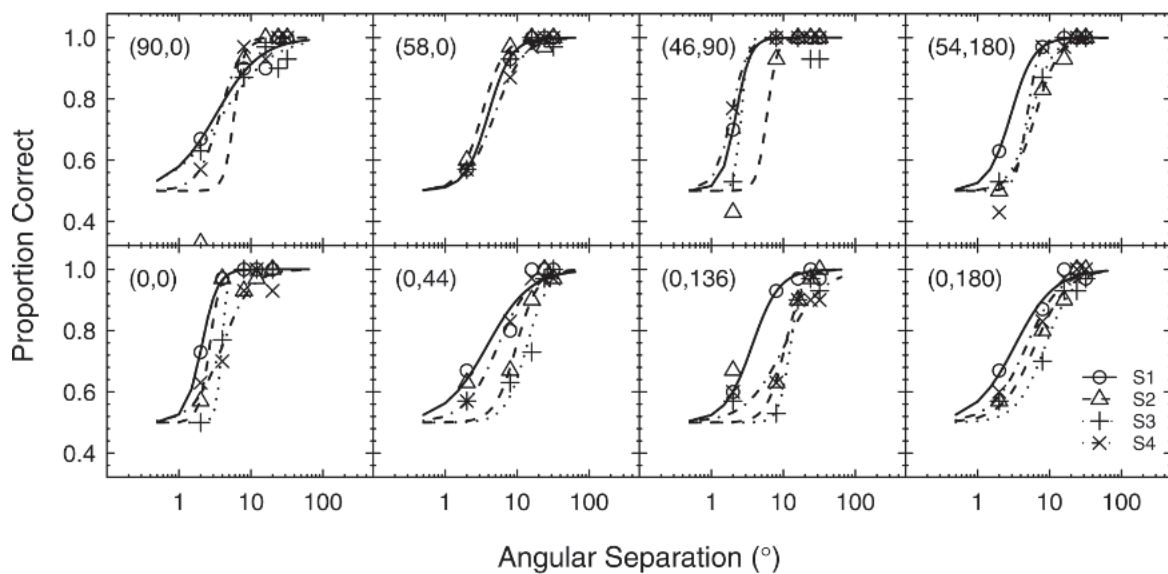 Proportion Correct
1.0
0.8
0.6
0.4
(90,0)
(58,0)
(46,90)
(54,180)
1.0
0.8
0.6
0.4
(0,0)
(0,44)
(0,136)
(0,180)
S1
S2
S3
S4
1 10 100 1 10 100 1 10 100 1 10 100
Angular Separation (°)